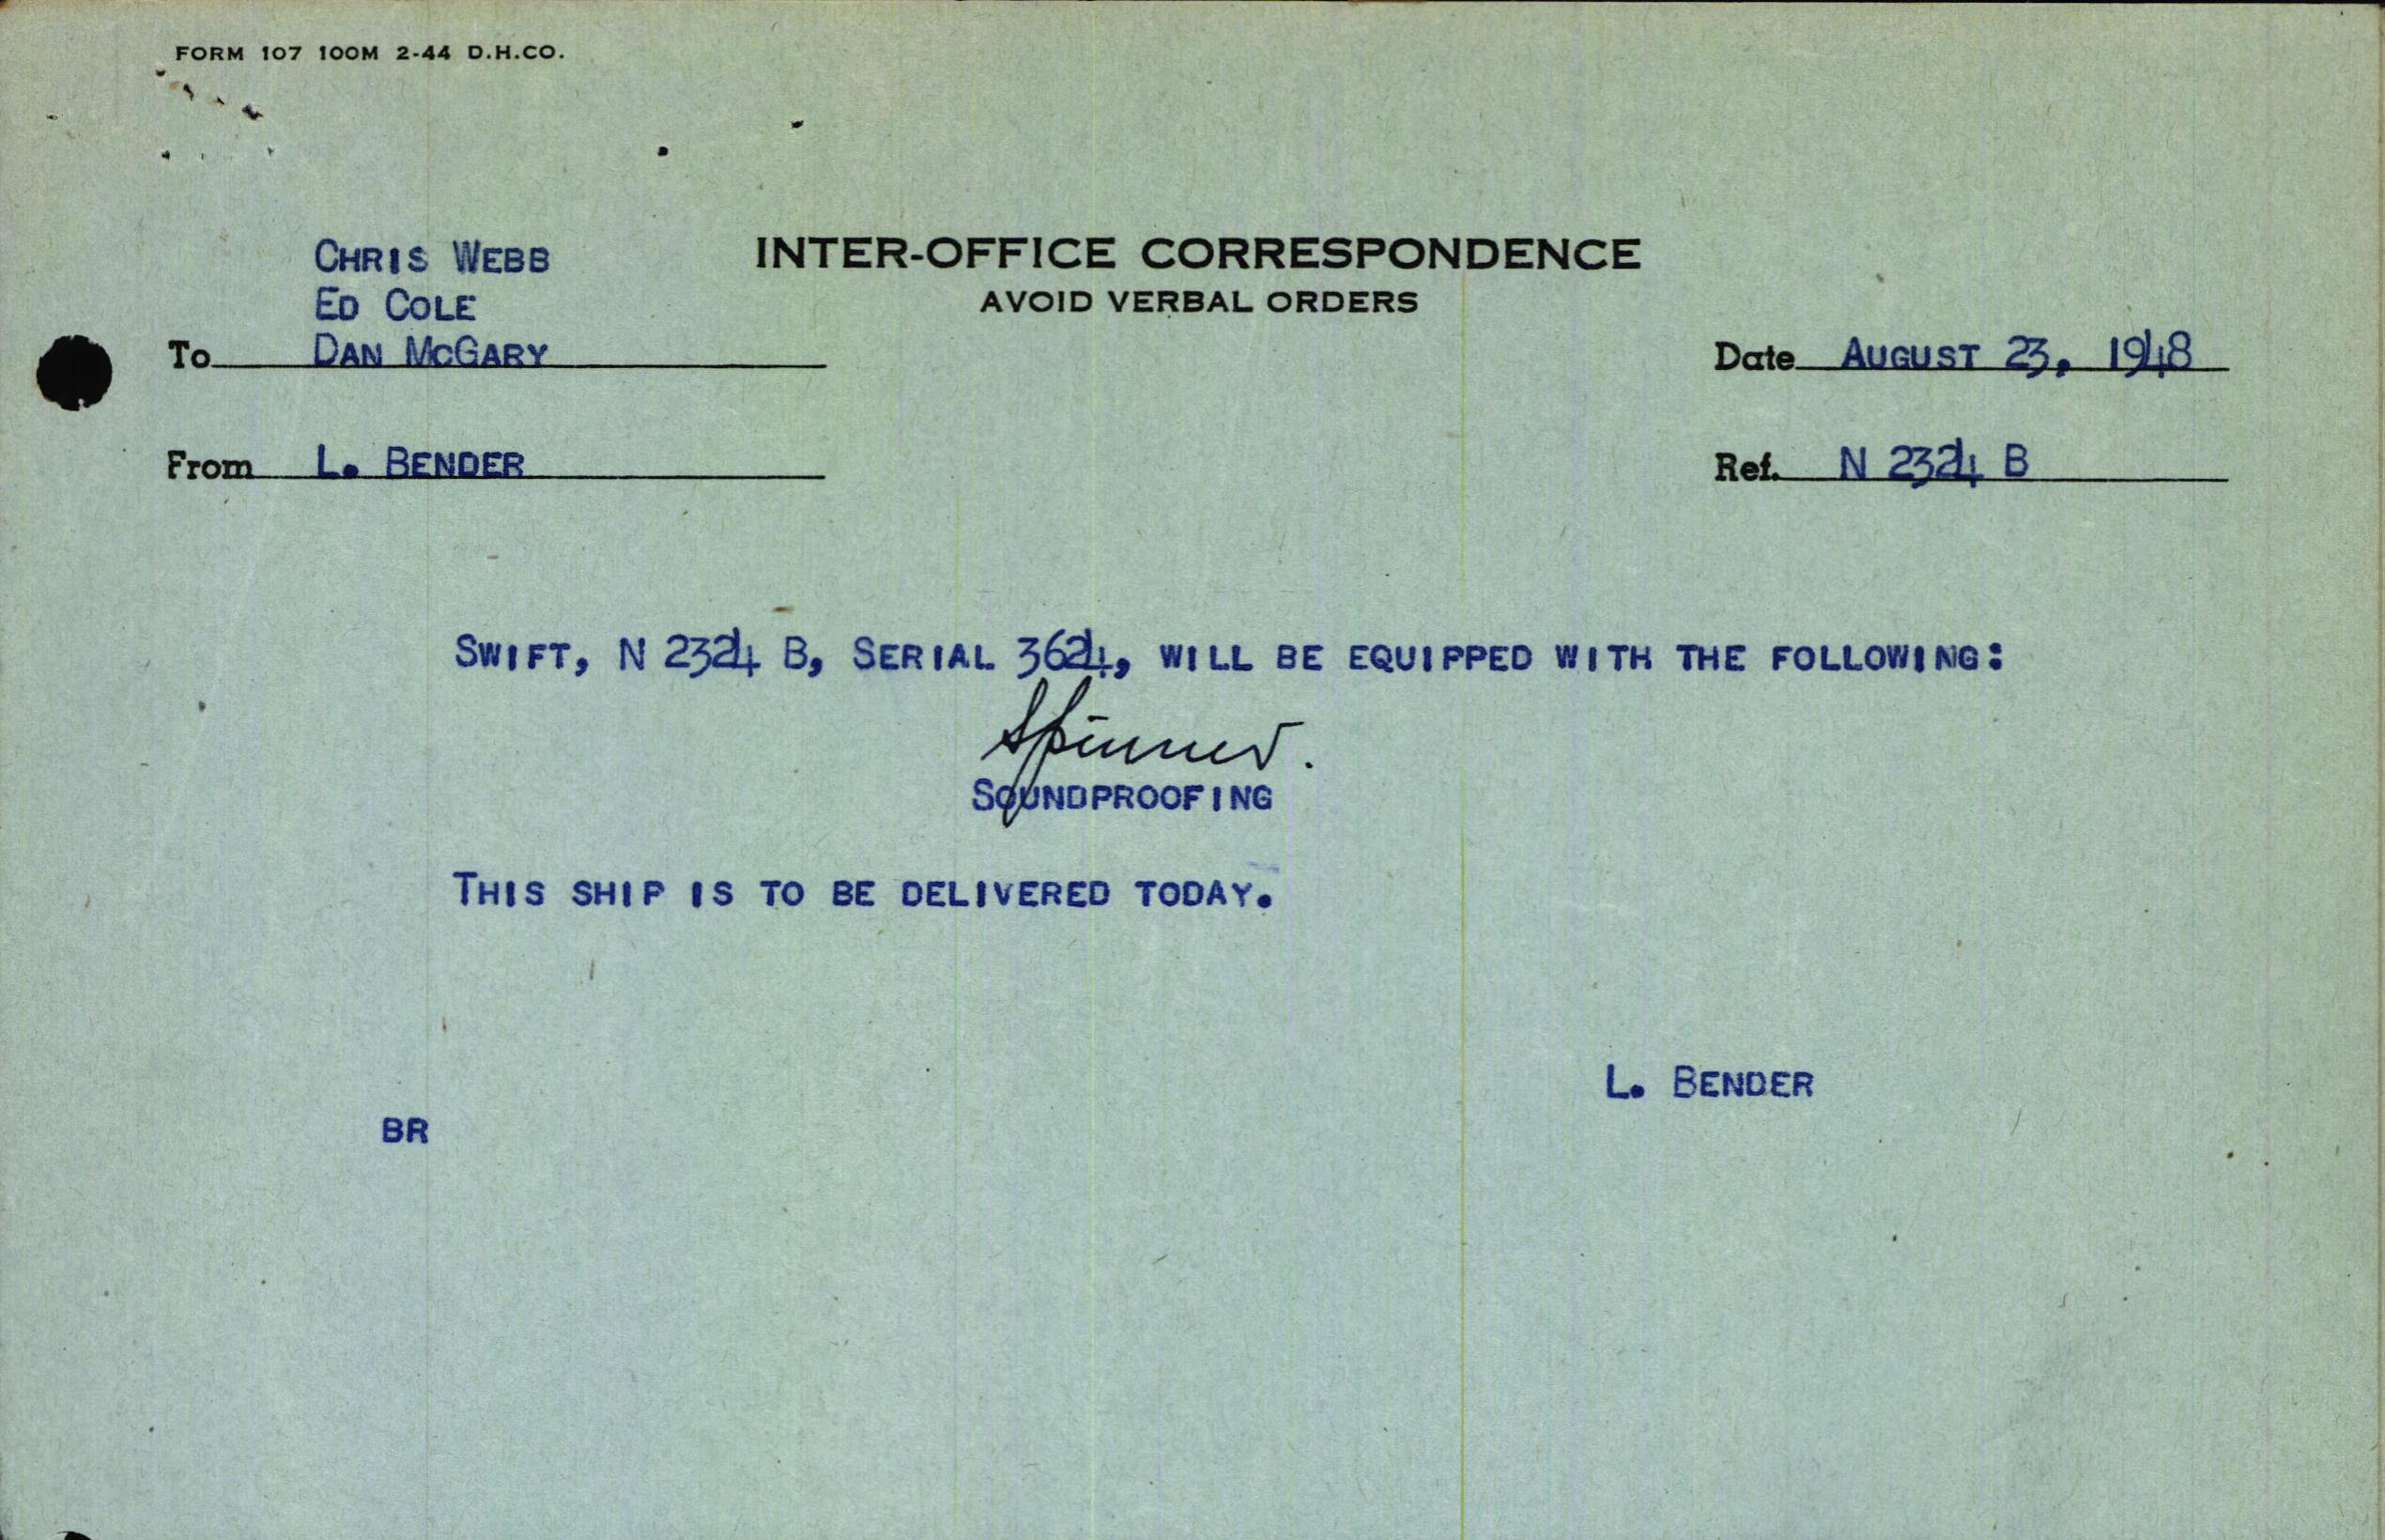 FORM 107 100M 2-44 D.H.CO.
INTER-OFFICE CORRESPONDENCE
AVOID VERBAL ORDERS
CHRIS WEBB
ED COLE
To DAN MCGARY
Date AUGUST 23, 1948
From L. BENDER
Ref. N 2324 B
SWIFT, N 2324 B, SERIAL 3624, WILL BE EQUIPPED WITH THE FOLLOWING:
Spinner.
SOUNDPROOFING
THIS SHIP IS TO BE DELIVERED TODAY.
L. BENDER
BR